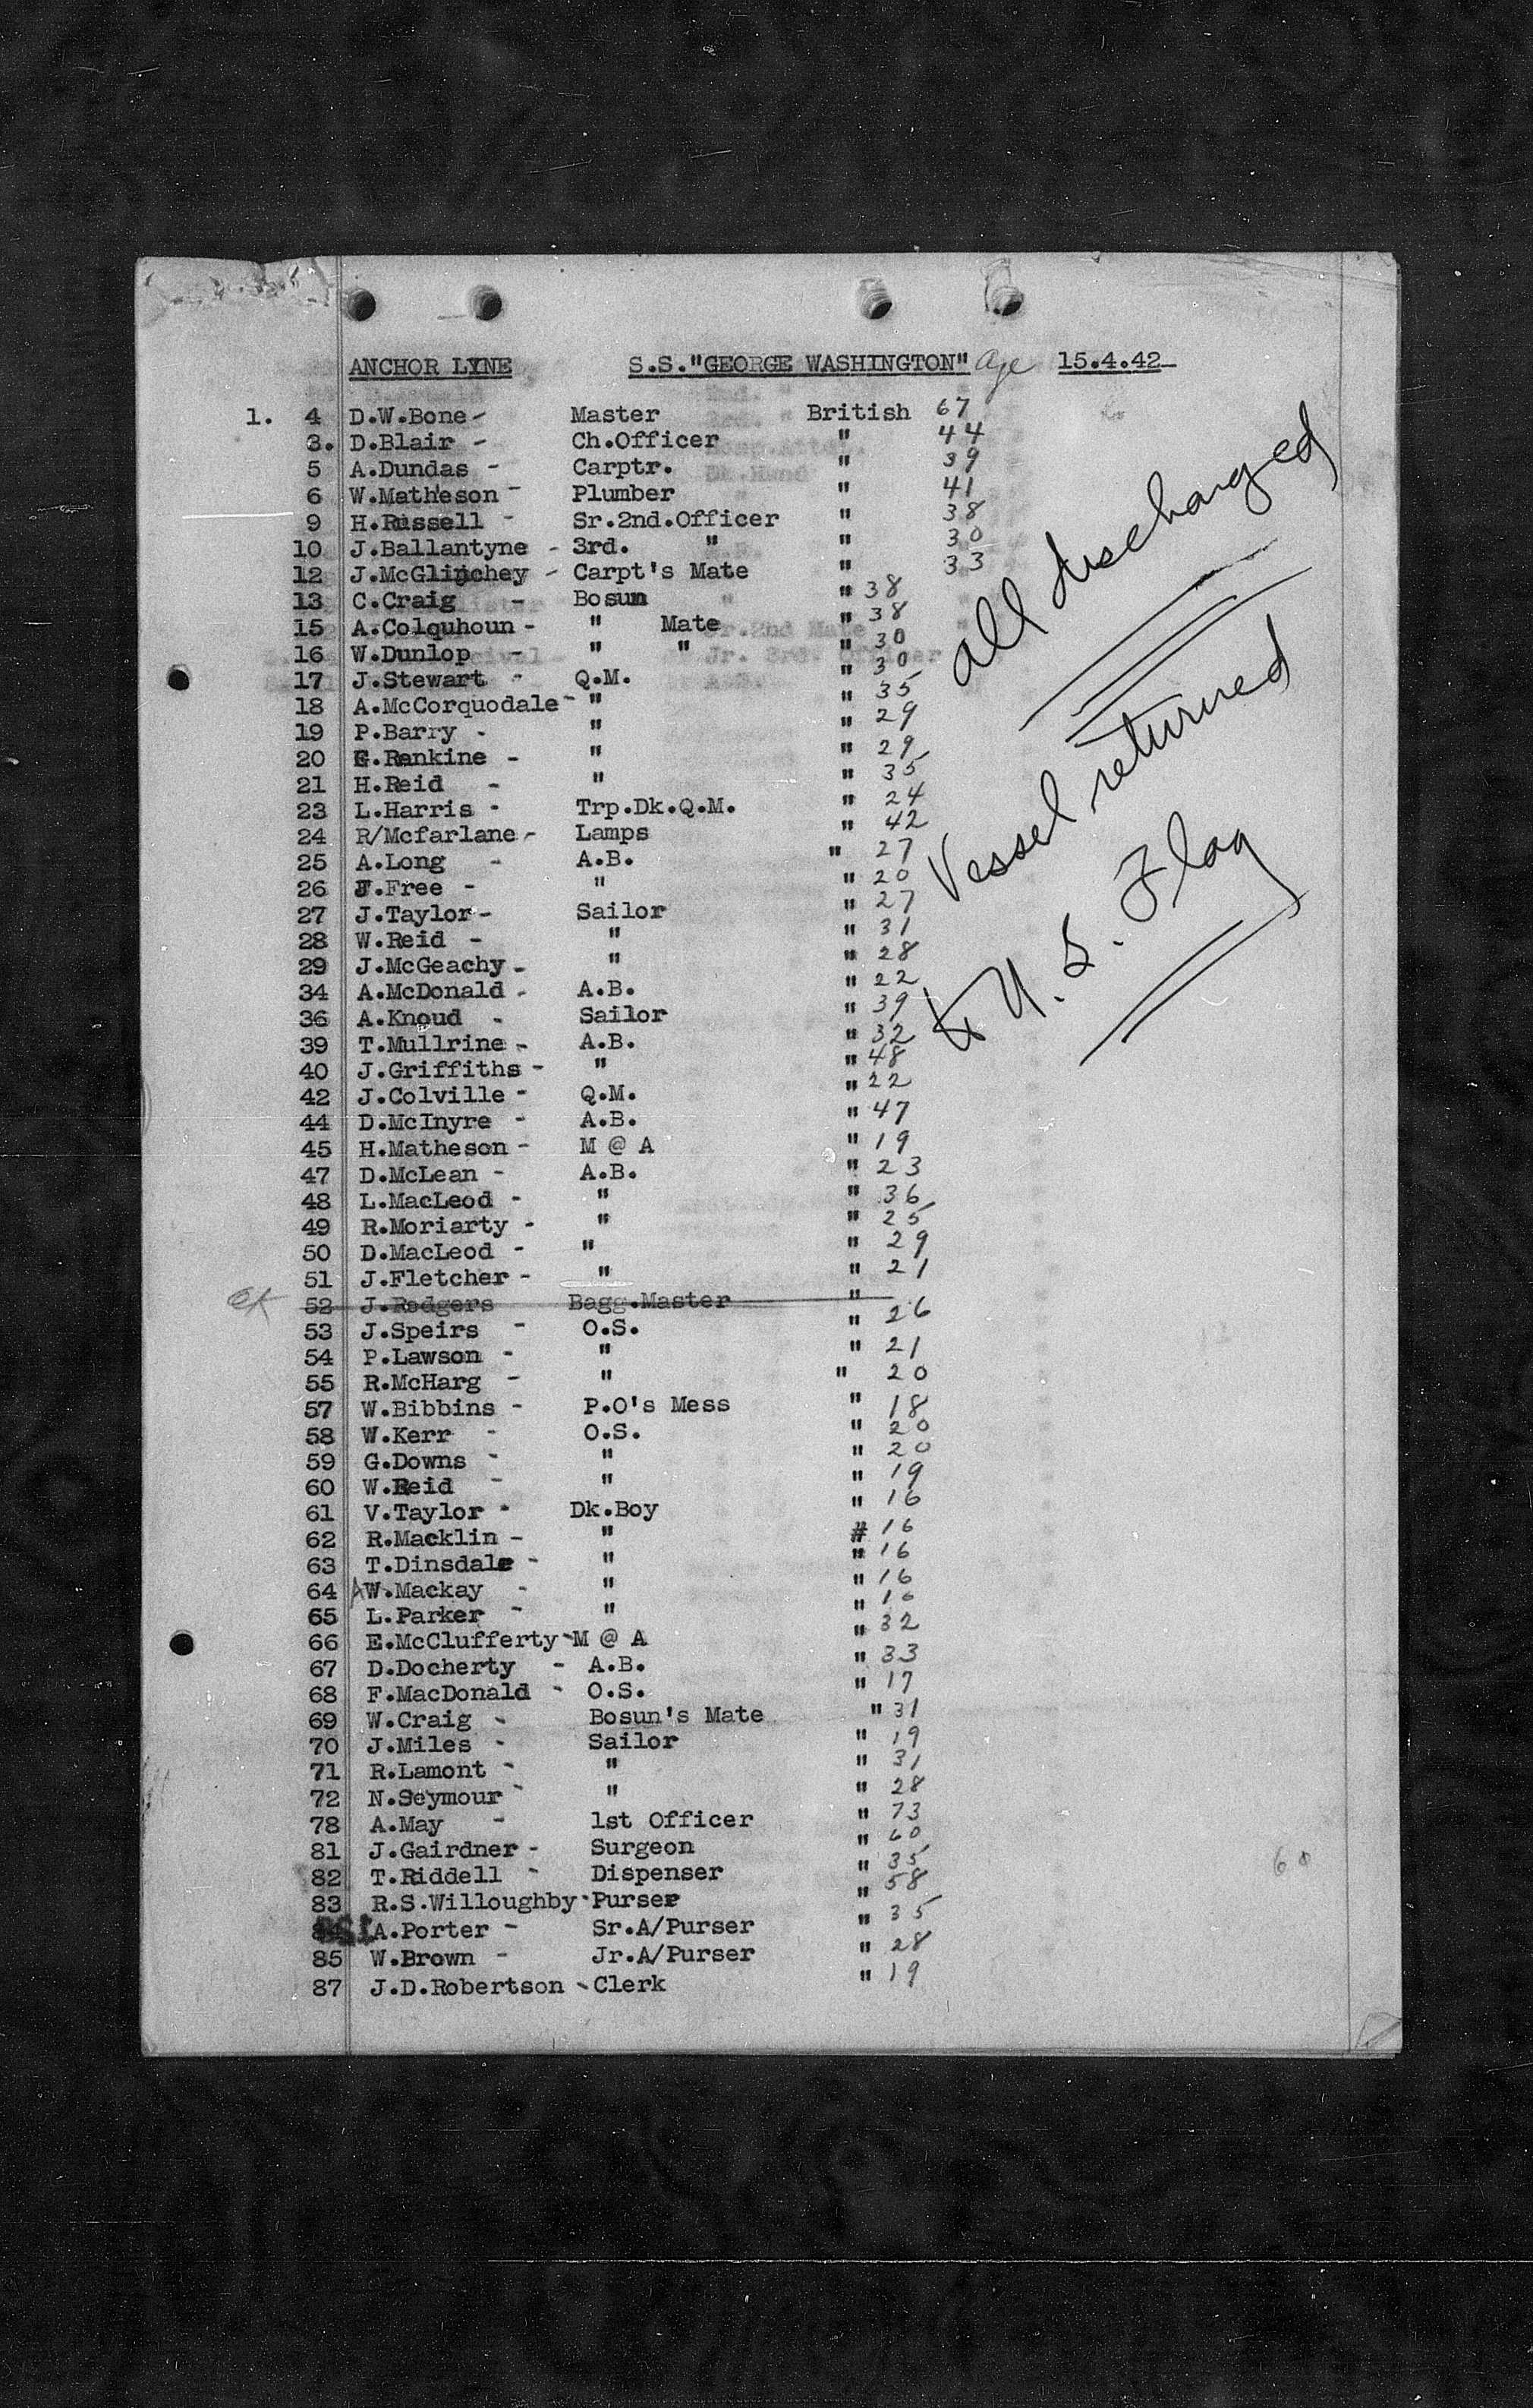 ANCHOR LYNE S.S."GEORGE WASHINGTON" Age 15.4.42
1. 4 D.W.Bone- Master British 67
3. D.Blair - Ch.Officer " 44
5 A.Dundas - Carptr. " 39
6 W.Matheson - Plumber " 41
9 H.Russell - Sr.2nd.Officer " 38
10 J.Ballantyne - 3rd. " " 30
12 J.McGlinchey - Carpt's Mate " 33
13 C.Craig - Bosun " 38
15 A.Colquhoun - " Mate " 38
16 W.Dunlop - " " " 30
17 J.Stewart - Q.M. " 30
18 A.McCorquodale - " " 35
19 P.Barry - " " 29
20 G.Rankine - " " 29
21 H.Reid - " " 35
23 L.Harris - Trp.Dk.Q.M. " 24
24 R/Mcfarlane - Lamps " 42
25 A.Long - A.B. " 27
26 J.Free - " " 20
27 J.Taylor - Sailor " 27
28 W.Reid - " " 31
29 J.McGeachy - " " 28
34 A.McDonald - A.B. " 22
36 A.Knoud - Sailor " 39
39 T.Mullrine - A.B. " 32
40 J.Griffiths - " " 48
42 J.Colville - Q.M. " 22
44 D.McInyre - A.B. " 47
45 H.Matheson - M @ A " 19
47 D.McLean - A.B. " 23
48 L.MacLeod - " " 36
49 R.Moriarty - " " 25
50 D.MacLeod - " " 29
51 J.Fletcher - " " 21
52 J.Rodgers Bagg.Master "
53 J.Speirs - O.S. " 26
54 P.Lawson - " " 21
55 R.McHarg - " " 20
57 W.Bibbins - P.O's Mess " 18
58 W.Kerr - O.S. " 20
59 G.Downs - " " 20
60 W.Reid - " " 19
61 V.Taylor - Dk.Boy " 16
62 R.Macklin - " # 16
63 T.Dinsdale - " " 16
64 W.Mackay - " " 16
65 L.Parker - " " 16
66 E.McClufferty - M @ A " 32
67 D.Docherty - A.B. " 33
68 F.MacDonald - O.S. " 17
69 W.Craig - Bosun's Mate " 31
70 J.Miles - Sailor " 19
71 R.Lamont - " " 31
72 N.Seymour - " " 28
78 A.May - 1st Officer " 73
81 J.Gairdner - Surgeon " 60
82 T.Riddell - Dispenser " 35 60
83 R.S.Willoughby - Purser " 58
A.Porter - Sr.A/Purser " 35
85 W.Brown - Jr.A/Purser " 28
87 J.D.Robertson - Clerk " 19
all discharged
Vessel returned
to U.S. Flag